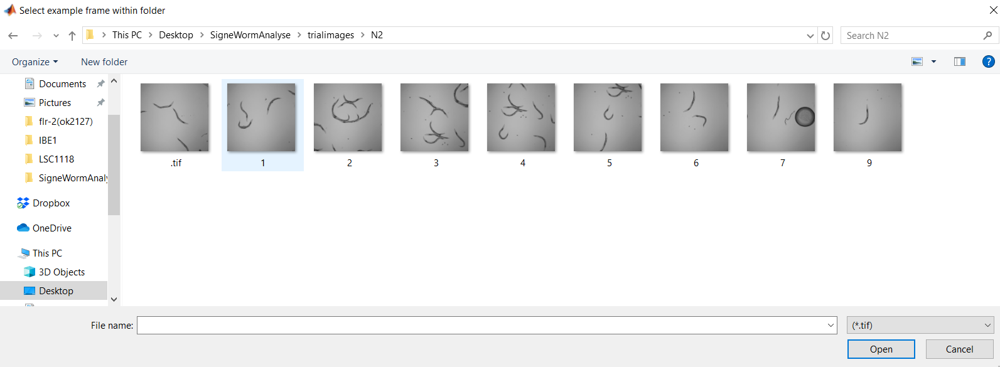 Select example frame within folder
This PC > Desktop > SigneWormAnalyse > trialimages > N2
Search N2
Organize
New folder
?
Documents
Pictures
flr-2(ok2127)
IBE1
LSC1118
SigneWormAnaly
Dropbox
OneDrive
This PC
3D Objects
Desktop
.tif
1
2
3
4
5
6
7
9
File name:
(*.tif)
Open
Cancel